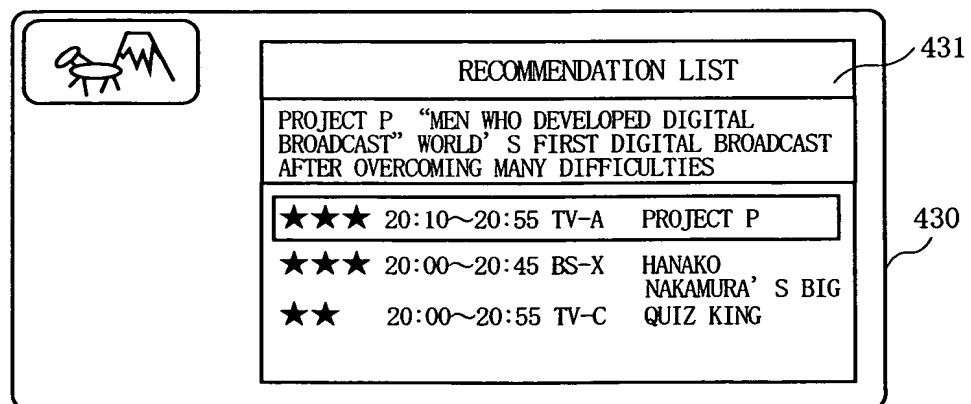 RECOMMENDATION LIST
431
PROJECT P “MEN WHO DEVELOPED DIGITAL
BROADCAST” WORLD’S FIRST DIGITAL BROADCAST
AFTER OVERCOMING MANY DIFFICULTIES
★★★ 20:10～20:55 TV-A PROJECT P
430
★★★ 20:00～20:45 BS-X HANAKO
NAKAMURA’S BIG
★★ 20:00～20:55 TV-C QUIZ KING